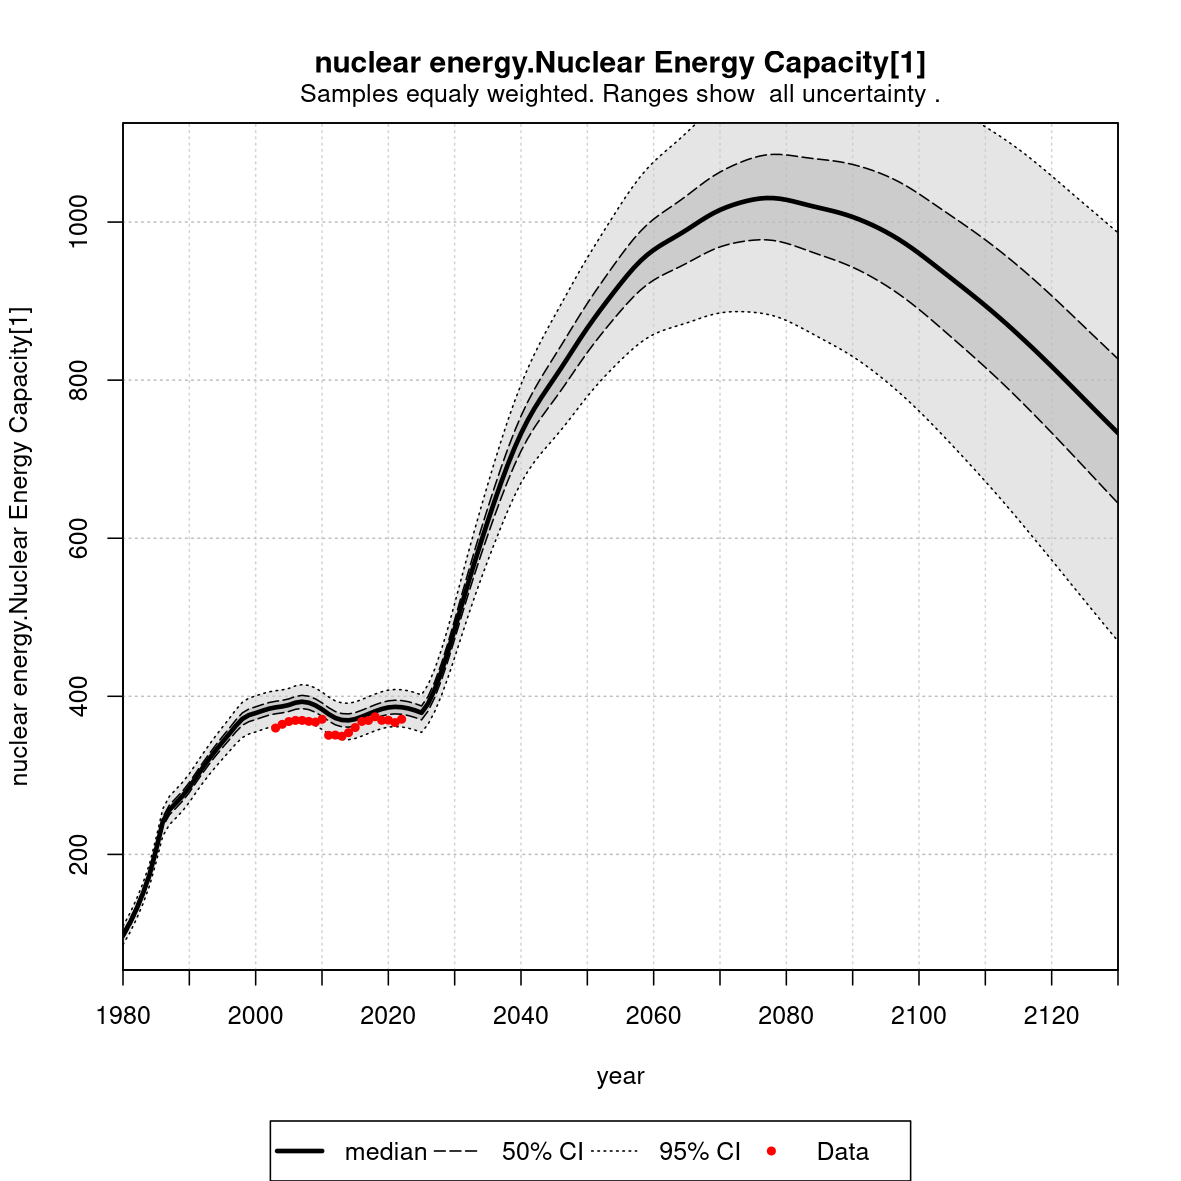 nuclear energy.Nuclear Energy Capacity[1]
Samples equaly weighted. Ranges show  all uncertainty .
nuclear energy.Nuclear Energy Capacity[1]
1000
800
600
400
200
1980 2000 2020 2040 2060 2080 2100 2120
year
median 50% CI 95% CI Data